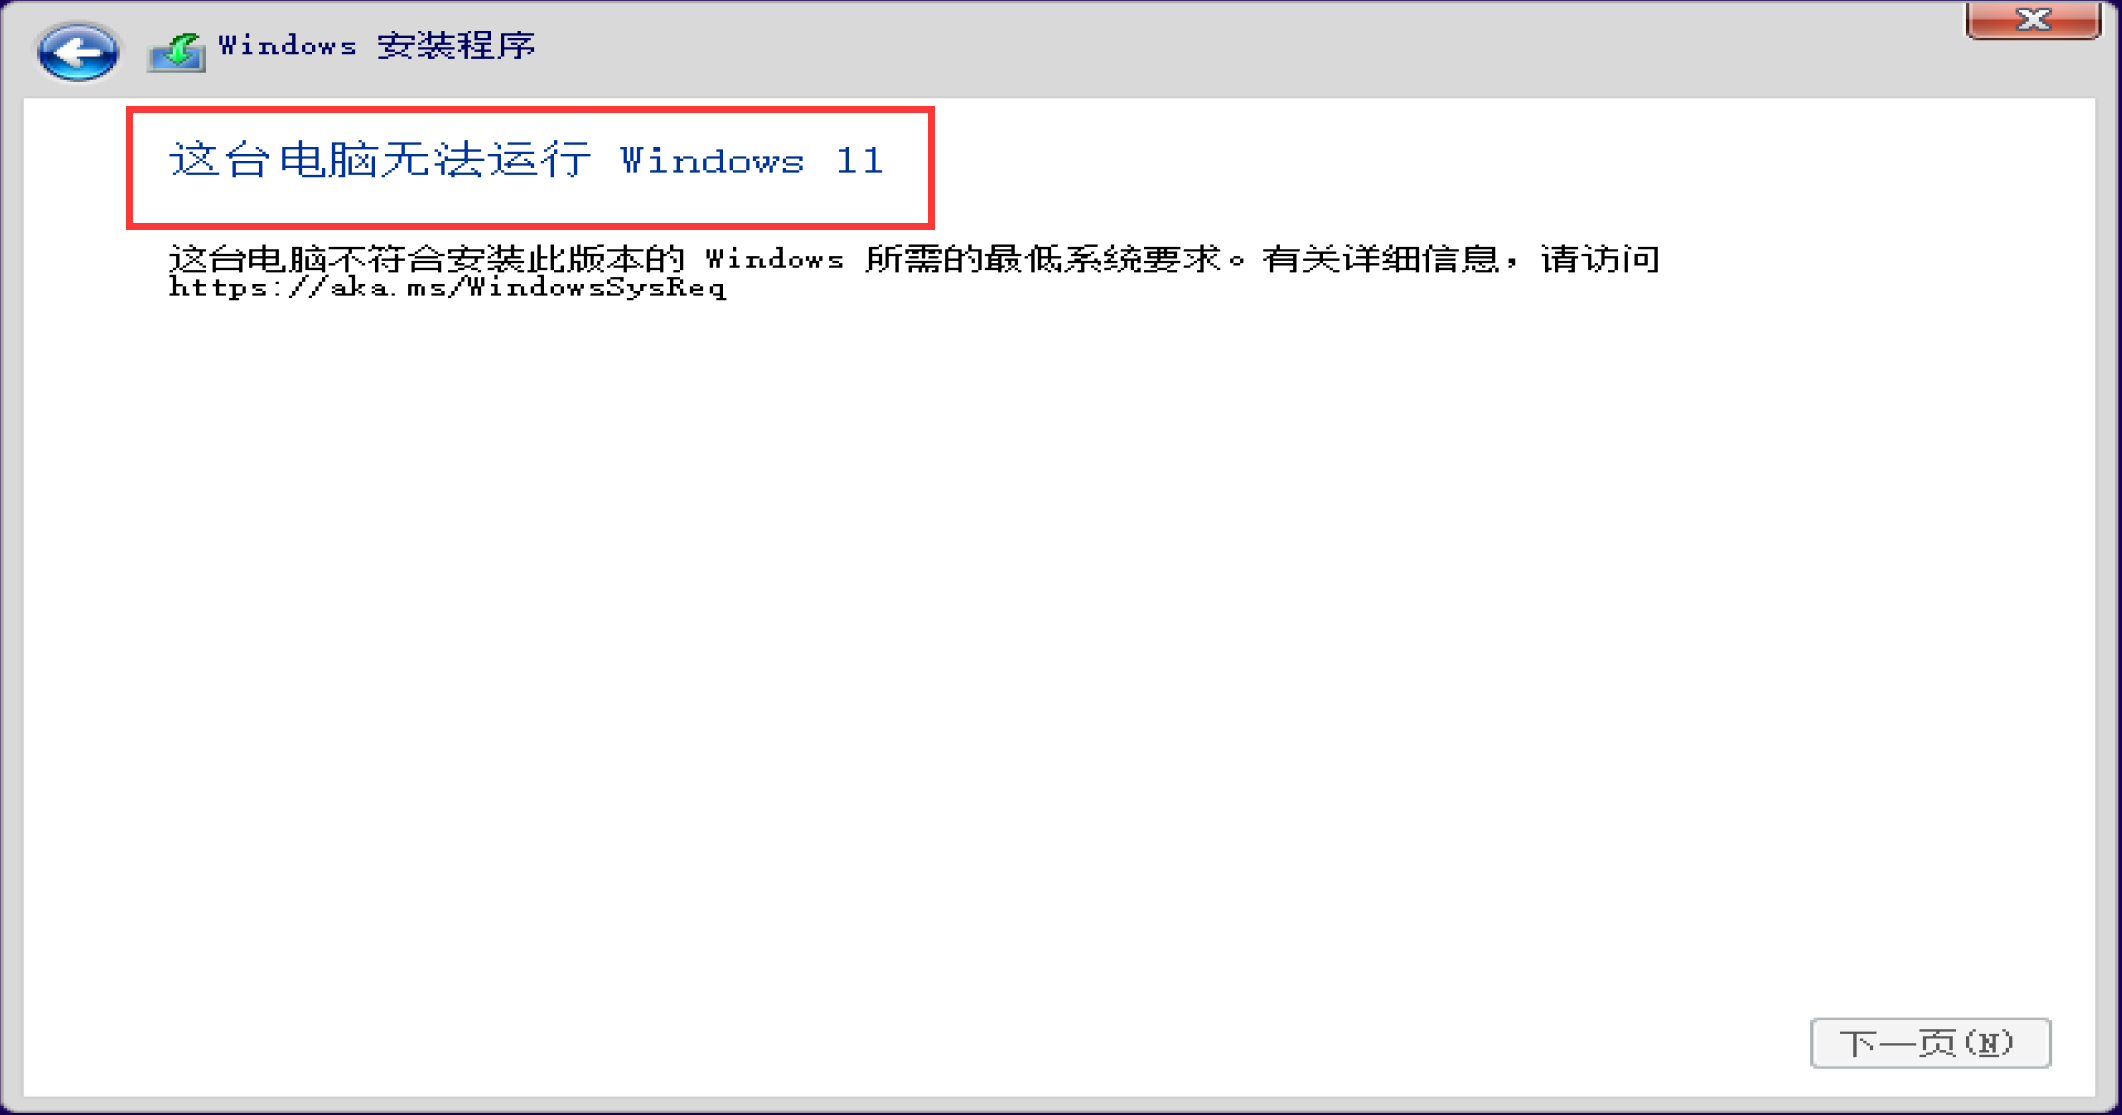 Windows 安装程序
这台电脑无法运行 Windows 11
这台电脑不符合安装此版本的 Windows 所需的最低系统要求。有关详细信息，请访问
https://aka.ms/WindowsSysReq
下一页(N)